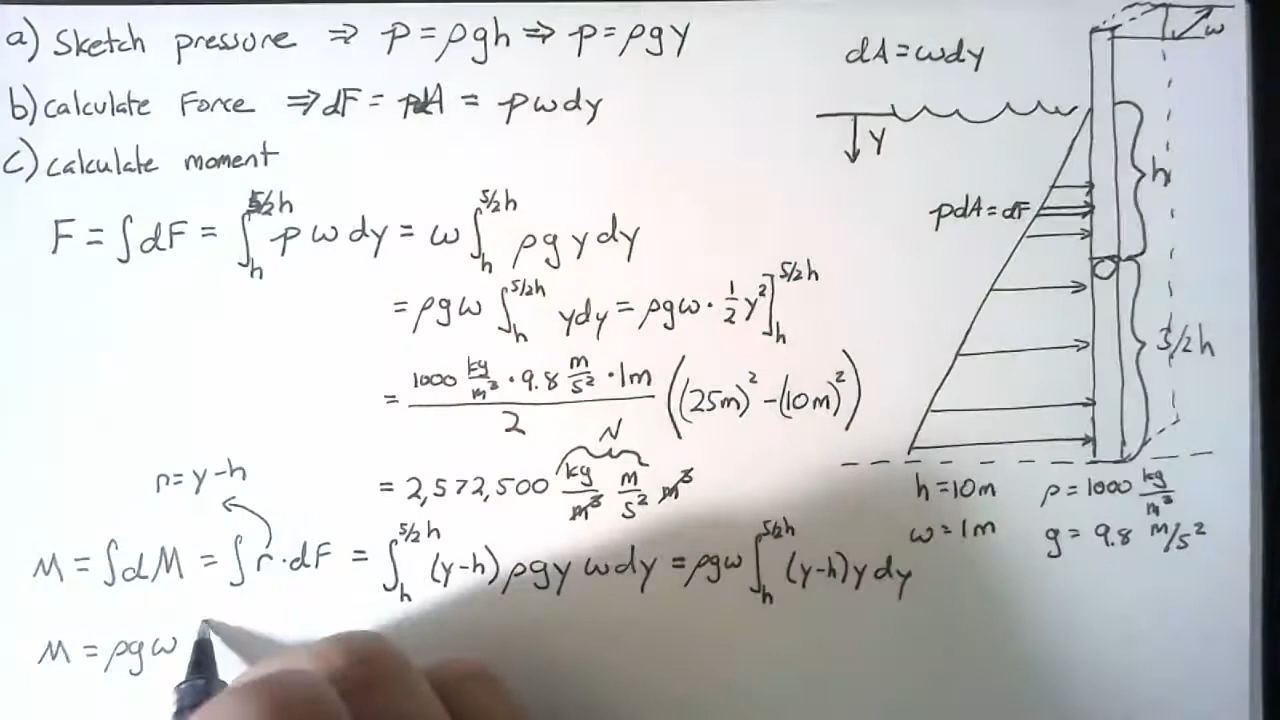 a) Sketch pressure ⇒ p = ρgh ⇒ p = ρgy
b) calculate Force ⇒ dF = pdA = pwdy
c) calculate moment
F = ∫dF = ∫_h^{5/2h} p w dy = w ∫_h^{5/2h} ρg y dy
= ρgw ∫_h^{5/2h} ydy = ρgw · 1/2 y²]_h^{5/2h}
= (1000 kg/m³ · 9.8 m/s² · 1m)/2 ((25m)² - (10m)²)
N
= 2,572,500 kg/m³ m/s² m³
r = y-h
M = ∫dM = ∫r·dF = ∫_h^{5/2h} (y-h) ρgy wdy = ρgw ∫_h^{5/2h} (y-h)y dy
M = ρgw
dA = wdy
w
Y
h
pdA = dF
3/2h
h = 10m ρ = 1000 kg/m³
w = 1m g = 9.8 m/s²